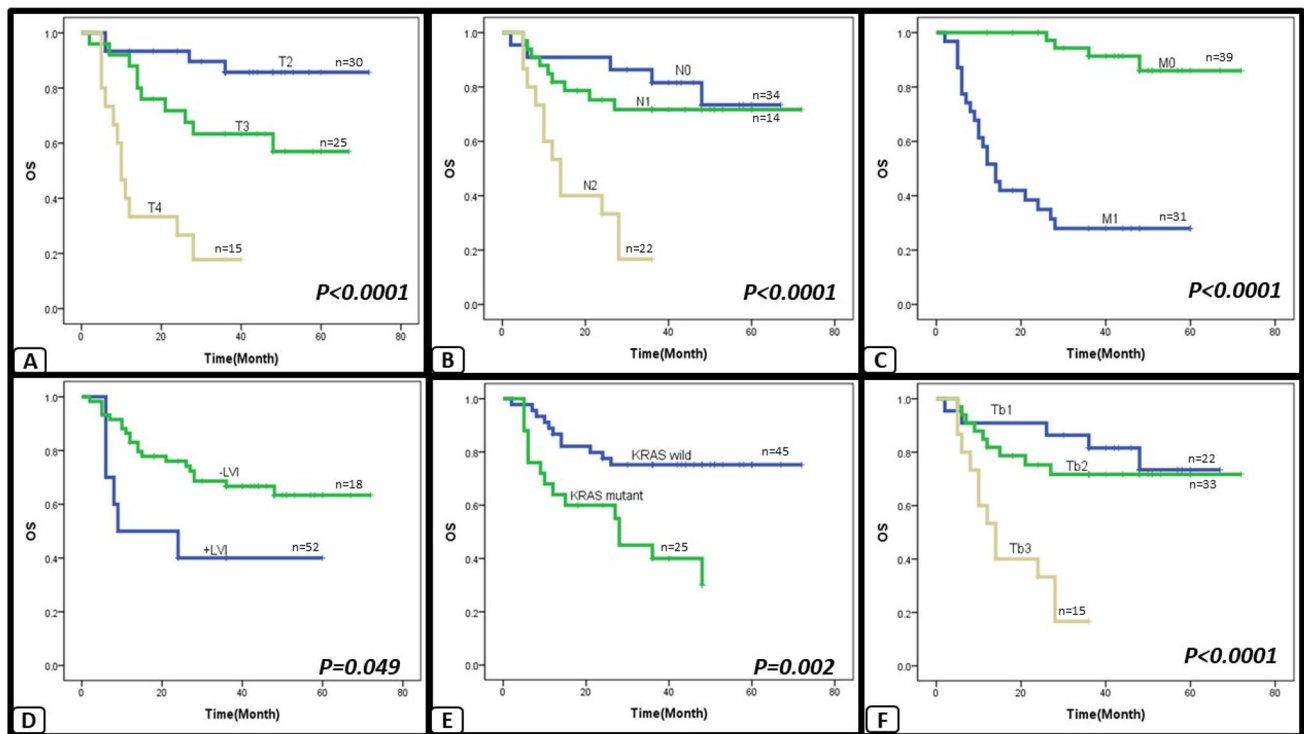 1.0
0.8
0.6
0.4
0.2
0.0
OS
T2
n=30
T3
n=25
T4
n=15
P<0.0001
0 20 40 60 80
Time(Month)
A
1.0
0.8
0.6
0.4
0.2
0.0
OS
N0
n=34
N1
n=14
N2
n=22
P<0.0001
0 20 40 60 80
Time(Month)
B
1.0
0.8
0.6
0.4
0.2
0.0
OS
M0
n=39
M1
n=31
P<0.0001
0 20 40 60 80
Time(Month)
C
1.0
0.8
0.6
0.4
0.2
0.0
OS
-LVI
n=18
+LVI
n=52
P=0.049
0 20 40 60 80
Time(Month)
D
1.0
0.8
0.6
0.4
0.2
0.0
OS
KRAS wild
n=45
KRAS mutant
n=25
P=0.002
0 20 40 60 80
Time(Month)
E
1.0
0.8
0.6
0.4
0.2
0.0
OS
Tb1
n=22
Tb2
n=33
Tb3
n=15
P<0.0001
0 20 40 60 80
Time(Month)
F